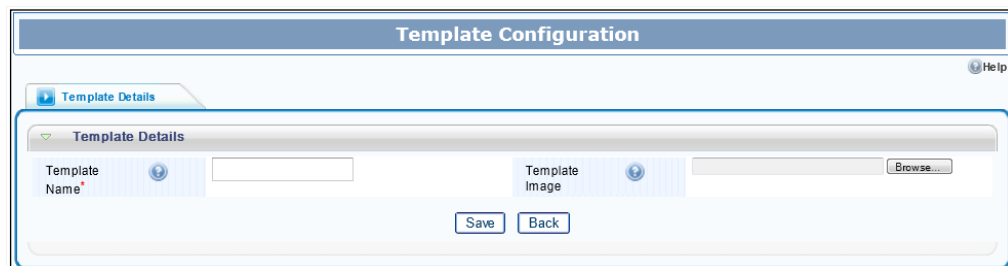 Template Configuration
Help
Template Details
Template Details
Template
Name*
Template
Image
Browse...
Save
Back